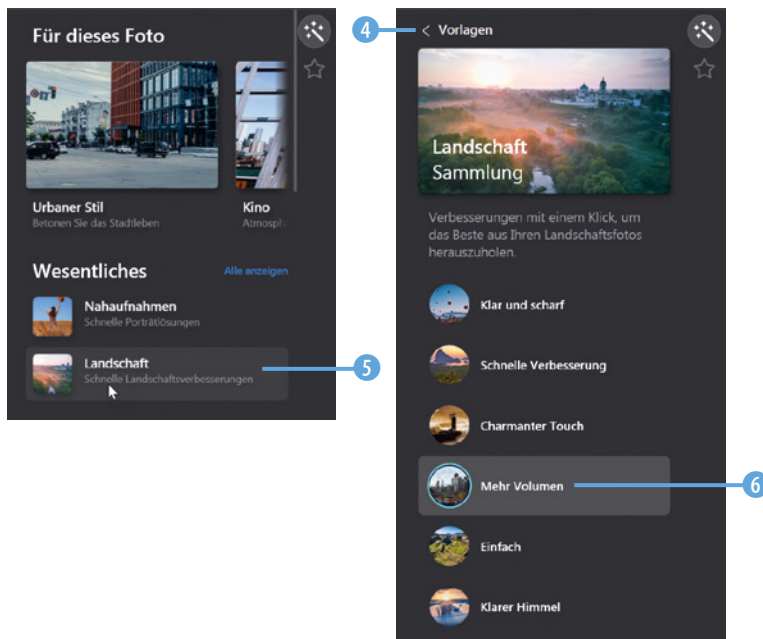 Für dieses Foto
Urbaner Stil
Betonen Sie das Stadtleben
Kino
Atmosph
Wesentliches
Alle anzeigen
Nahaufnahmen
Schnelle Porträtlösungen
Landschaft
Schnelle Landschaftsverbesserungen
5
4
Vorlagen
Landschaft
Sammlung
Verbesserungen mit einem Klick, um
das Beste aus Ihren Landschaftsfotos
herauszuholen.
Klar und scharf
Schnelle Verbesserung
Charmanter Touch
Mehr Volumen
6
Einfach
Klarer Himmel